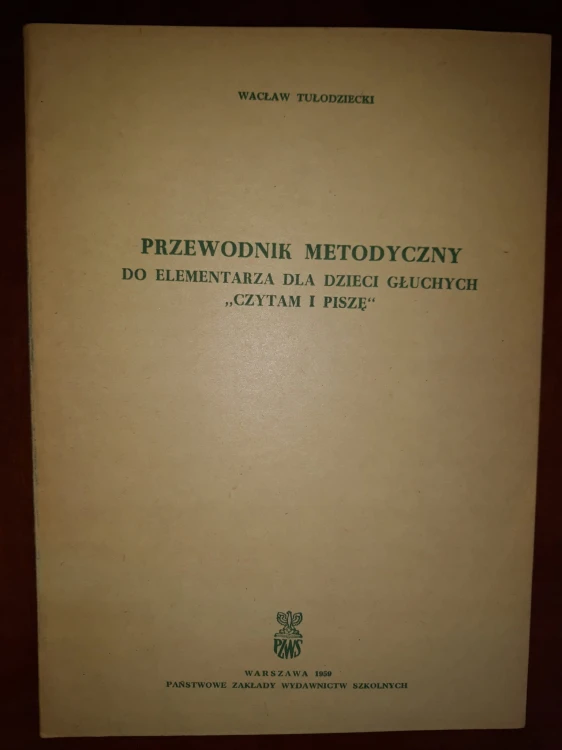 WACŁAW TUŁODZIECKI
PRZEWODNIK METODYCZNY
DO ELEMENTARZA DLA DZIECI GŁUCHYCH
„CZYTAM I PISZĘ“
PZWS
WARSZAWA 1959
PAŃSTWOWE ZAKŁADY WYDAWNICTW SZKOLNYCH